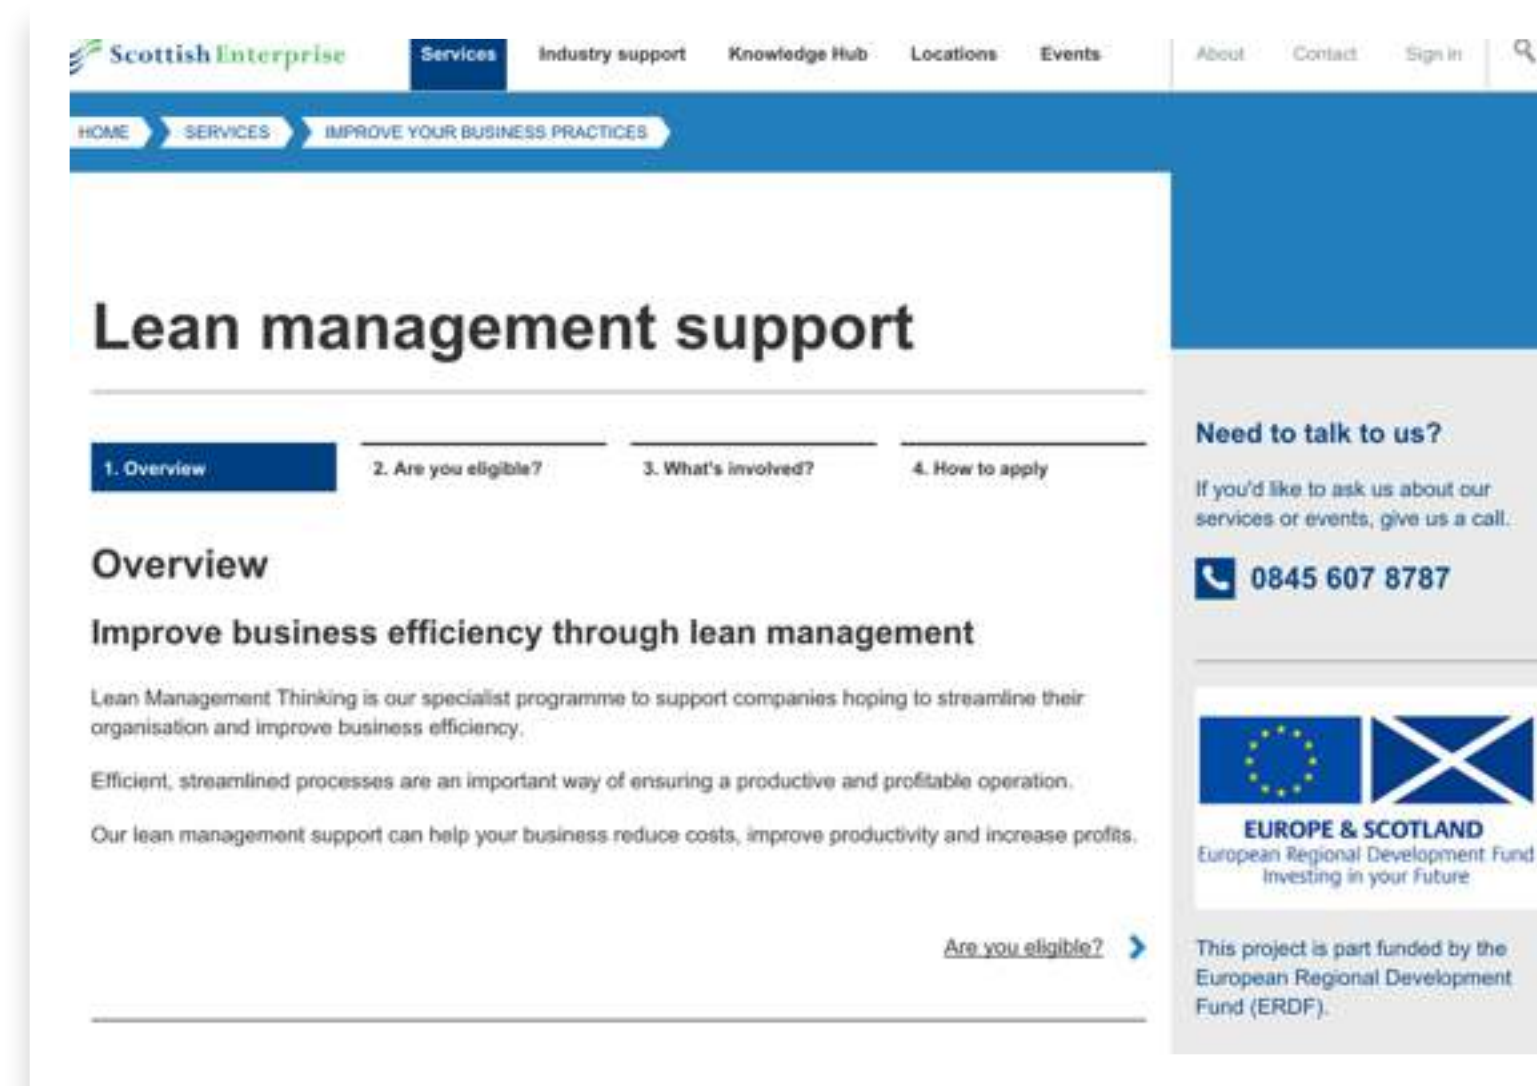 Scottish Enterprise
Services
Industry support
Knowledge Hub
Locations
Events
About
Contact
Sign in
HOME
SERVICES
IMPROVE YOUR BUSINESS PRACTICES
Lean management support
1. Overview
2. Are you eligible?
3. What's involved?
4. How to apply
Overview
Improve business efficiency through lean management
Lean Management Thinking is our specialist programme to support companies hoping to streamline their
organisation and improve business efficiency.
Efficient, streamlined processes are an important way of ensuring a productive and profitable operation.
Our lean management support can help your business reduce costs, improve productivity and increase profits.
Are you eligible?
Need to talk to us?
If you'd like to ask us about our
services or events, give us a call.
0845 607 8787
EUROPE & SCOTLAND
European Regional Development Fund
Investing in your Future
This project is part funded by the
European Regional Development
Fund (ERDF).